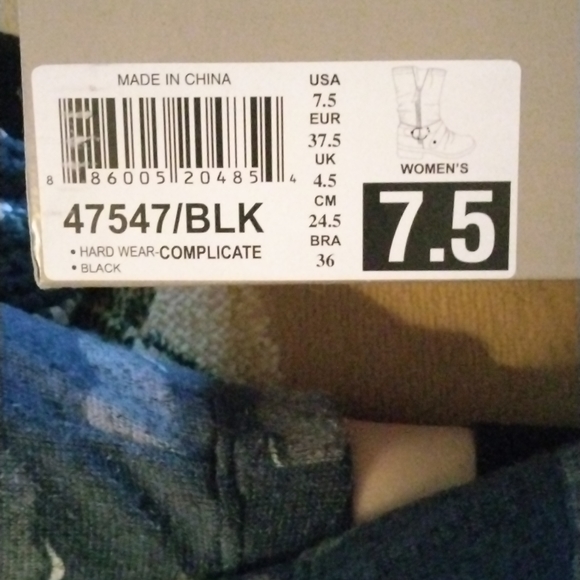 MADE IN CHINA
8 86005 20485 4
47547/BLK
• HARD WEAR-COMPLICATE
• BLACK
USA
7.5
EUR
37.5
UK
4.5
CM
24.5
BRA
36
WOMEN'S
7.5